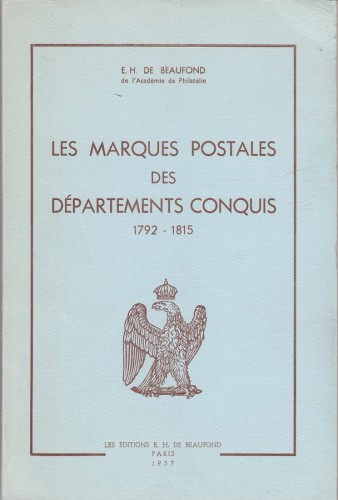 E. H. DE BEAUFOND
de l'Académie de Philatélie
LES MARQUES POSTALES
DES
DÉPARTEMENTS CONQUIS
1792 - 1815
LES ÉDITIONS E. H. DE BEAUFOND
PARIS
1957